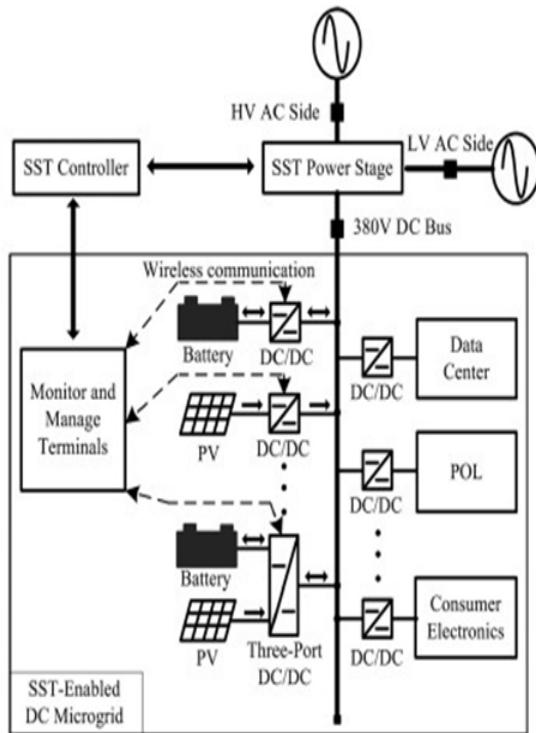 HV AC Side
LV AC Side
SST Controller
SST Power Stage
380V DC Bus
Wireless communication
Battery
DC/DC
DC/DC
Data
Center
Monitor and
Manage
Terminals
PV
DC/DC
DC/DC
POL
Battery
PV
Three-Port
DC/DC
DC/DC
Consumer
Electronics
SST-Enabled
DC Microgrid